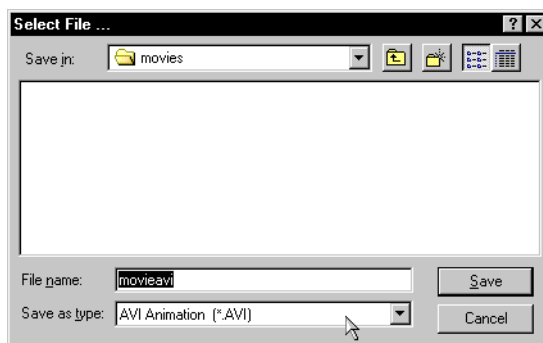 Select File ...
Save in: movies
File name: movieavi
Save
Save as type: AVI Animation (*.AVI)
Cancel